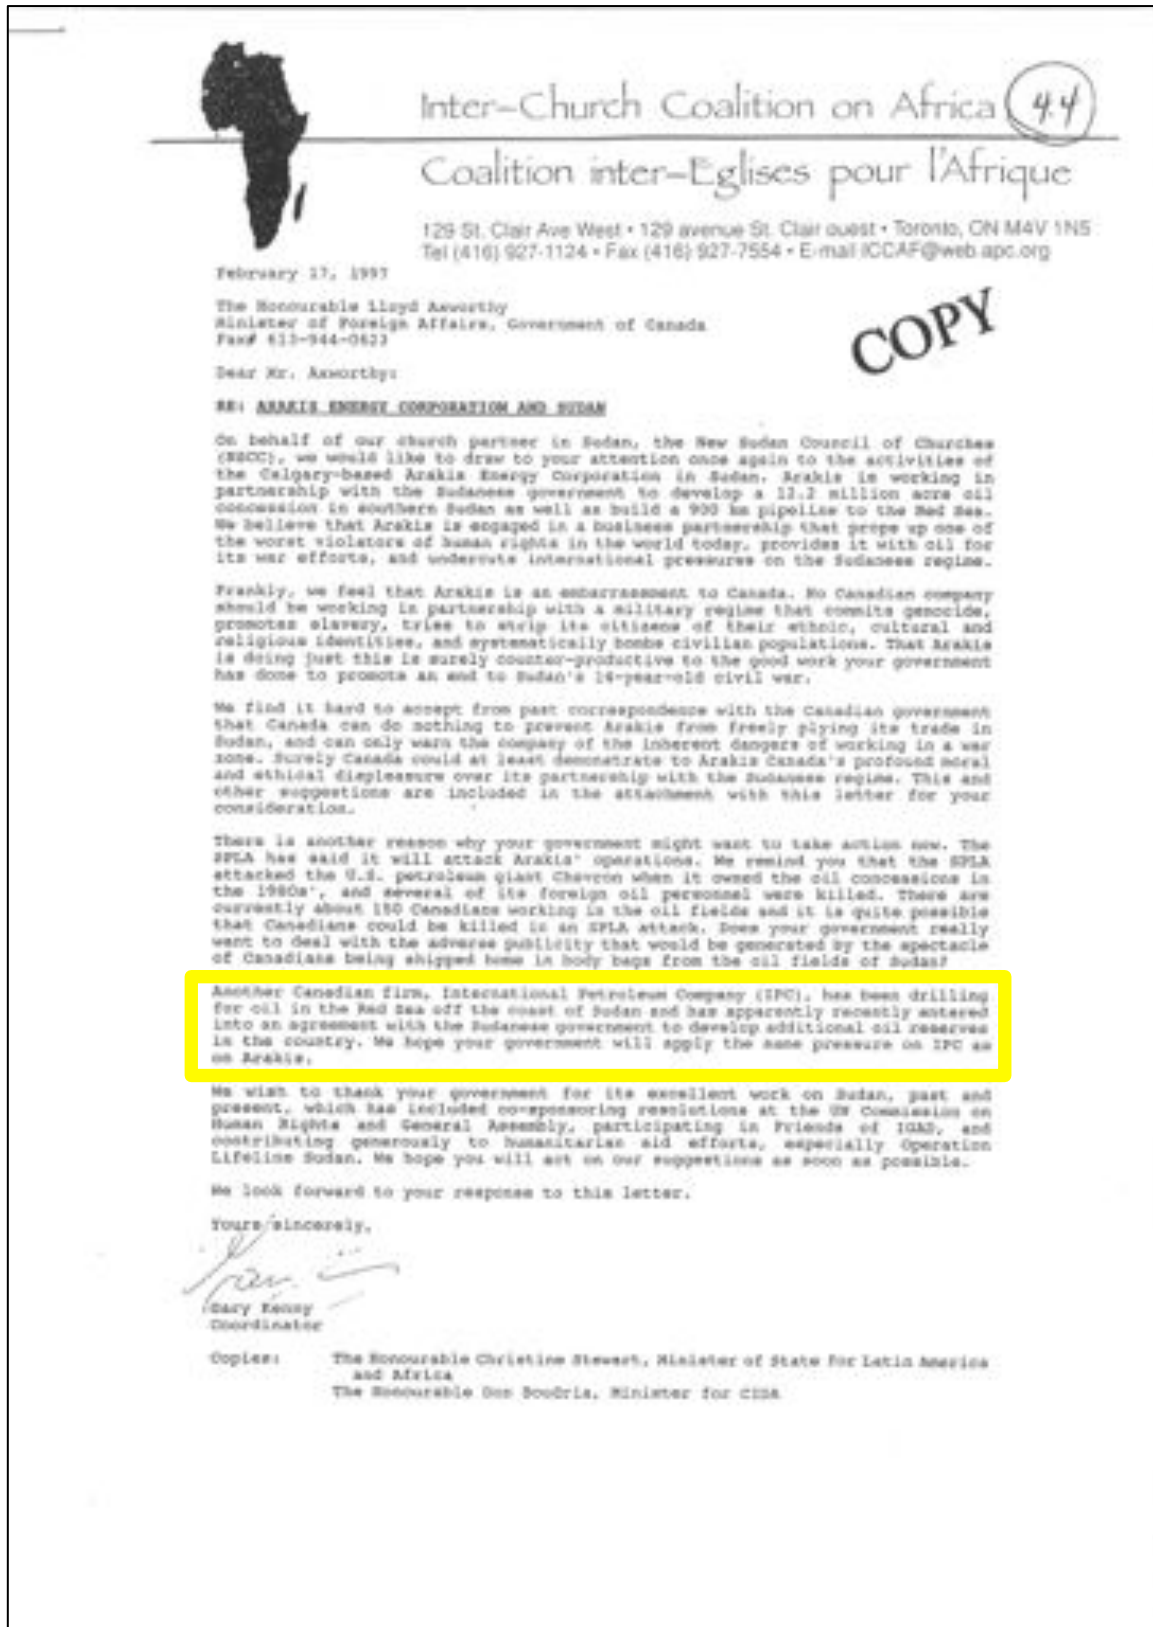 Inter-Church Coalition on Africa
4.4
Coalition inter-Eglises pour l'Afrique
129 St. Clair Ave West • 129 avenue St. Clair ouest • Toronto, ON M4V 1N5
Tel (416) 927-1124 • Fax (416) 927-7554 • E-mail ICCAF@web.apc.org
February 17, 1997
The Honourable Lloyd Axworthy
Minister of Foreign Affairs, Government of Canada
Fax# 613-944-0623
COPY
Dear Mr. Axworthy:
RE: ARAKIS ENERGY CORPORATION AND SUDAN
On behalf of our church partner in Sudan, the New Sudan Council of Churches
(NSCC), we would like to draw to your attention once again to the activities of
the Calgary-based Arakis Energy Corporation in Sudan. Arakis is working in
partnership with the Sudanese government to develop a 12.2 million acre oil
concession in southern Sudan as well as build a 900 km pipeline to the Red Sea.
We believe that Arakis is engaged in a business partnership that props up one of
the worst violators of human rights in the world today, provides it with oil for
its war efforts, and undercuts international pressures on the Sudanese regime.
Frankly, we feel that Arakis is an embarrassment to Canada. No Canadian company
should be working in partnership with a military regime that commits genocide,
promotes slavery, tries to strip its citizens of their ethnic, cultural and
religious identities, and systematically bombs civilian populations. That Arakis
is doing just this is surely counter-productive to the good work your government
has done to promote an end to Sudan's 14-year-old civil war.
We find it hard to accept from past correspondence with the Canadian government
that Canada can do nothing to prevent Arakis from freely plying its trade in
Sudan, and can only warn the company of the inherent dangers of working in a war
zone. Surely Canada could at least demonstrate to Arakis Canada's profound moral
and ethical displeasure over its partnership with the Sudanese regime. This and
other suggestions are included in the attachment with this letter for your
consideration.
There is another reason why your government might want to take action now. The
SPLA has said it will attack Arakis' operations. We remind you that the SPLA
attacked the U.S. petroleum giant Chevron when it owned the oil concessions in
the 1980s', and several of its foreign oil personnel were killed. There are
currently about 150 Canadians working in the oil fields and it is quite possible
that Canadians could be killed in an SPLA attack. Does your government really
want to deal with the adverse publicity that would be generated by the spectacle
of Canadians being shipped home in body bags from the oil fields of Sudan?
Another Canadian firm, International Petroleum Company (IPC), has been drilling
for oil in the Red Sea off the coast of Sudan and has apparently recently entered
into an agreement with the Sudanese government to develop additional oil reserves
in the country. We hope your government will apply the same pressure on IPC as
on Arakis.
We wish to thank your government for its excellent work on Sudan, past and
present, which has included co-sponsoring resolutions at the UN Commission on
Human Rights and General Assembly, participating in Friends of IGAD, and
contributing generously to humanitarian aid efforts, especially Operation
Lifeline Sudan. We hope you will act on our suggestions as soon as possible.
We look forward to your response to this letter.
Yours sincerely,
Gary Kenny
Coordinator
Copies: The Honourable Christine Stewart, Minister of State for Latin America
and Africa
The Honourable Don Boudria, Minister for CIDA